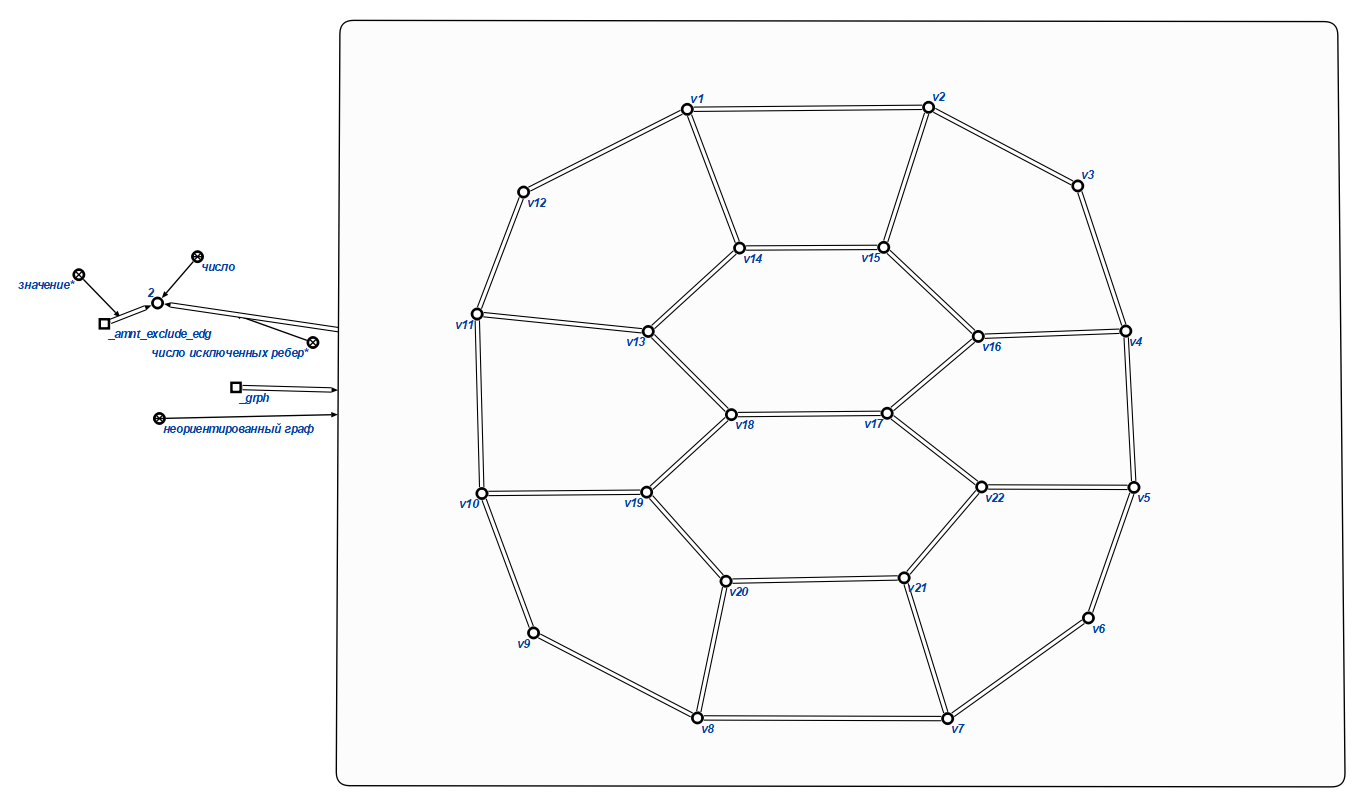 v1
v2
v3
v12
число
значение*
2
v14
v15
v11
_amnt_exclude_edg
v13
v16
v4
число исключенных ребер*
_grph
неориентированный граф
v18
v17
v10
v19
v22
v5
v20
v21
v6
v9
v8
v7